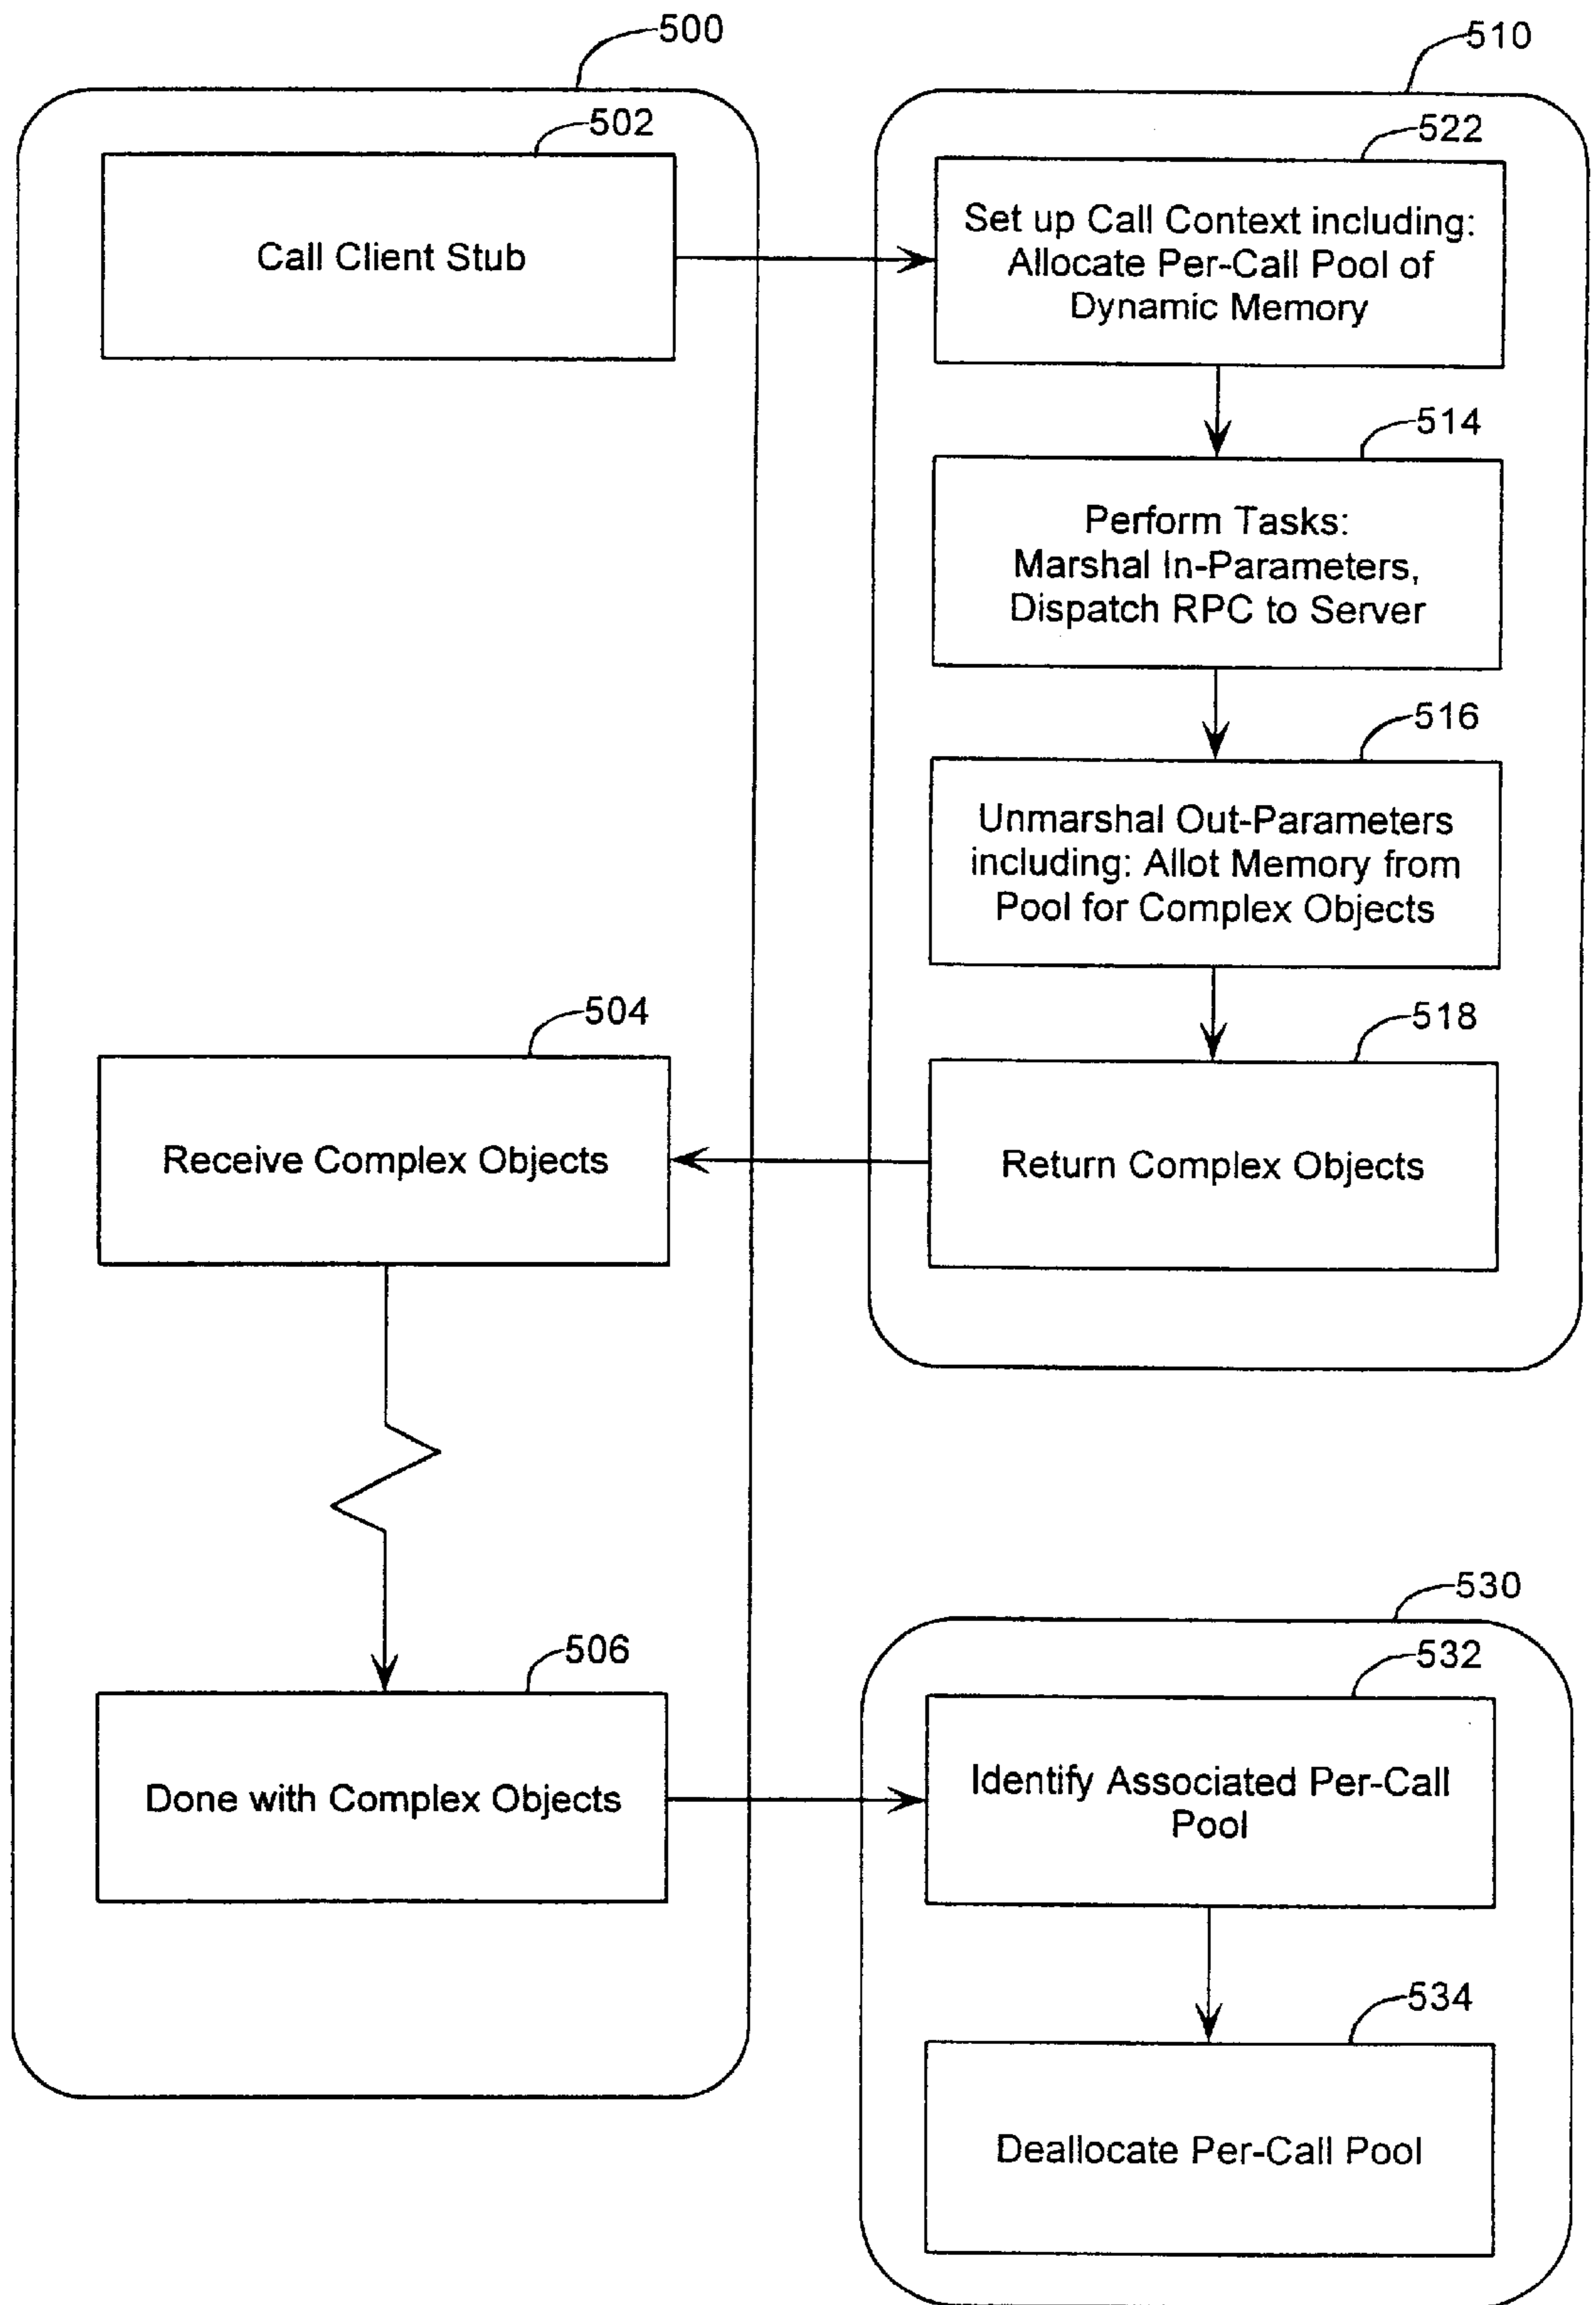 500
510
502
522
Call Client Stub
Set up Call Context including:
Allocate Per-Call Pool of
Dynamic Memory
514
Perform Tasks:
Marshal In-Parameters,
Dispatch RPC to Server
516
Unmarshal Out-Parameters
including: Allot Memory from
Pool for Complex Objects
504
518
Receive Complex Objects
Return Complex Objects
530
506
532
Done with Complex Objects
Identify Associated Per-Call
Pool
534
Deallocate Per-Call Pool